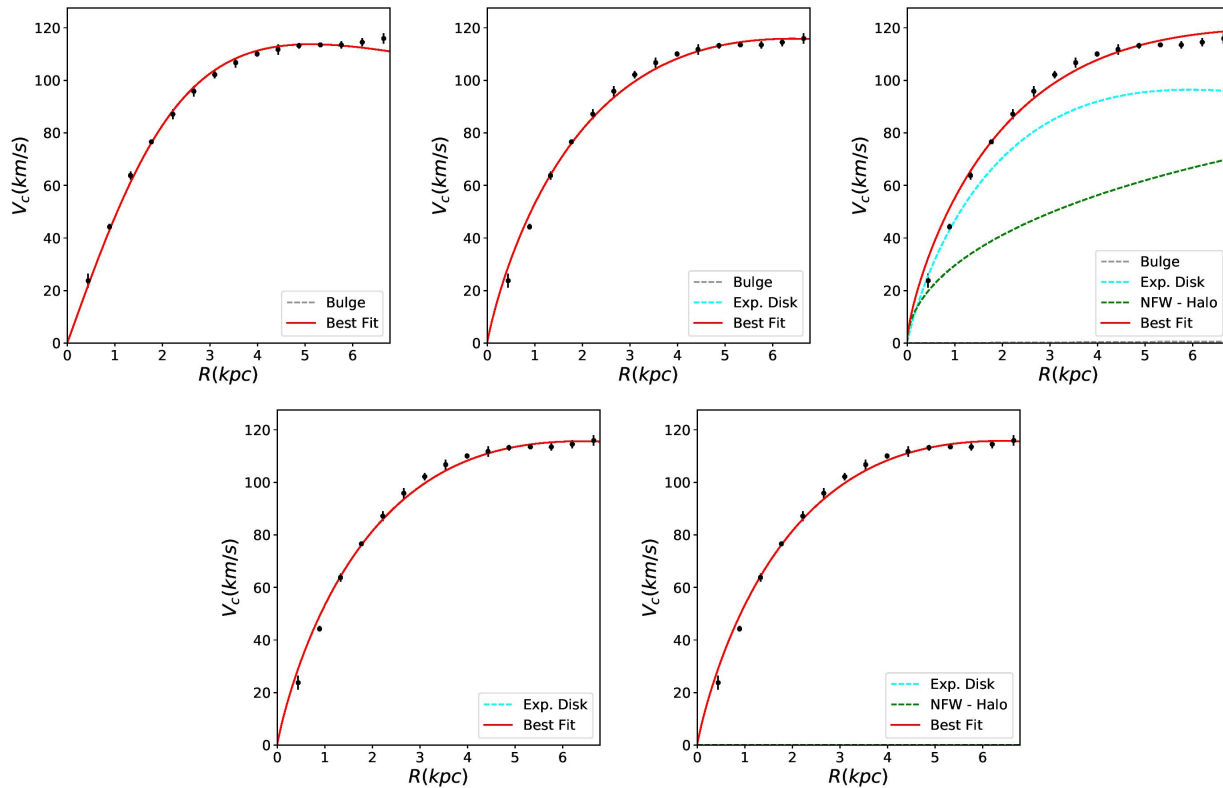 120
100
80
60
40
20
0
V_c(km/s)
0 1 2 3 4 5 6
R(kpc)
Bulge
Best Fit
120
100
80
60
40
20
0
V_c(km/s)
0 1 2 3 4 5 6
R(kpc)
Bulge
Exp. Disk
Best Fit
120
100
80
60
40
20
0
V_c(km/s)
0 1 2 3 4 5 6
R(kpc)
Bulge
Exp. Disk
NFW - Halo
Best Fit
120
100
80
60
40
20
0
V_c(km/s)
0 1 2 3 4 5 6
R(kpc)
Exp. Disk
Best Fit
120
100
80
60
40
20
0
V_c(km/s)
0 1 2 3 4 5 6
R(kpc)
Exp. Disk
NFW - Halo
Best Fit